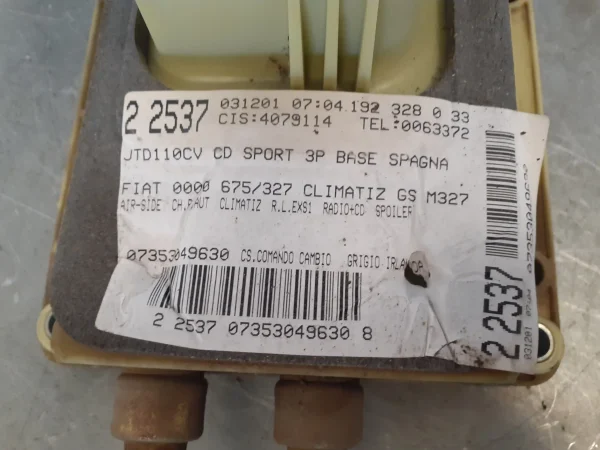 2 2537 031201 07:04.192 328 0 33
CIS:4079114 TEL:0063372
JTD110CV CD SPORT 3P BASE SPAGNA
FIAT 0000 675/327 CLIMATIZ GS M327
AIR-SIDE CH.P.AUT CLIMATIZ R.L.EXS1 RADIO+CD SPOILER
07353049630 CS.COMANDO CAMBIO GRIGIO
2 2537 07353049630 8
2 2537
031201